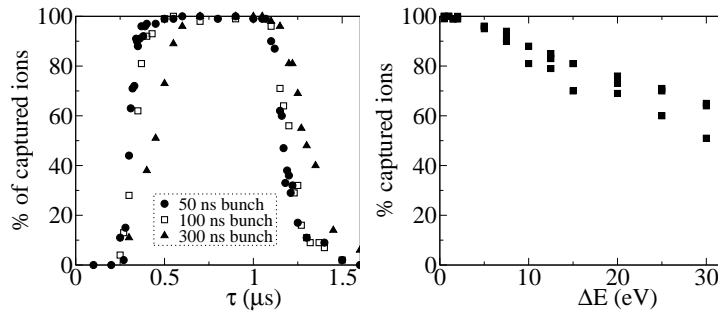 % of captured ions
100
80
60
40
20
0
50 ns bunch
100 ns bunch
300 ns bunch
0 0.5 1 1.5
τ (μs)
% captured ions
100
80
60
40
20
0
0 10 20 30
ΔE (eV)